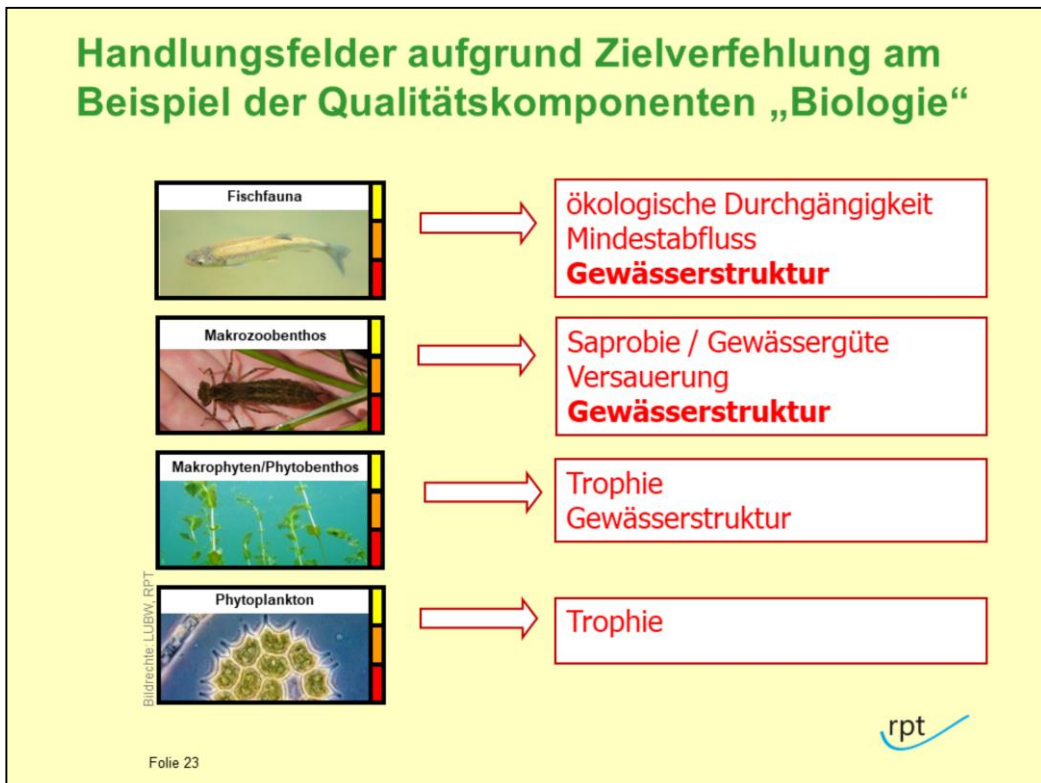 Handlungsfelder aufgrund Zielverfehlung am
Beispiel der Qualitätskomponenten „Biologie“
Fischfauna
ökologische Durchgängigkeit
Mindestabfluss
Gewässerstruktur
Makrozoobenthos
Saprobie / Gewässergüte
Versauerung
Gewässerstruktur
Makrophyten/Phytobenthos
Trophie
Gewässerstruktur
Phytoplankton
Trophie
Bildrechte: LUBW, RPT
rpt
Folie 23